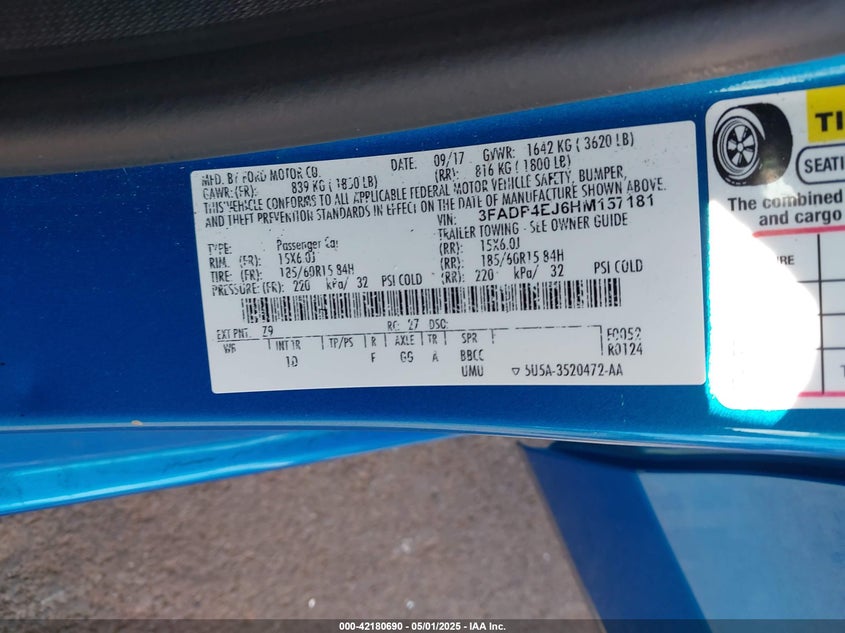 MFD. BY FORD MOTOR CO. DATE: 09/17 GVWR: 1642 KG ( 3620 LB)
GAWR:(FR): 839 KG ( 1850 LB) (RR): 816 KG ( 1800 LB)
THIS VEHICLE CONFORMS TO ALL APPLICABLE FEDERAL MOTOR VEHICLE SAFETY, BUMPER,
AND THEFT PREVENTION STANDARDS IN EFFECT ON THE DATE OF MANUFACTURE SHOWN ABOVE.
VIN: 3FADP4EJ6HM157181
TRAILER TOWING - SEE OWNER GUIDE
TYPE: Passenger Car
RIM: (FR): 15X6.0J (RR): 15X6.0J
TIRE: (FR): 185/60R15 84H (RR): 185/60R15 84H
PRESSURE:(FR): 220 kPa/ 32 PSI COLD (RR): 220 kPa/ 32 PSI COLD
EXT PNT: Z9 RC: 27 DSO:
WB INT TR TP/PS R AXLE TR SPR F0052
10 F GG A BBCC R0124
UMU ▽ 5U5A-3520472-AA
TI
SEATI
The combined
and cargo
IRE
T
000-42180690 - 05/01/2025 - IAA Inc.